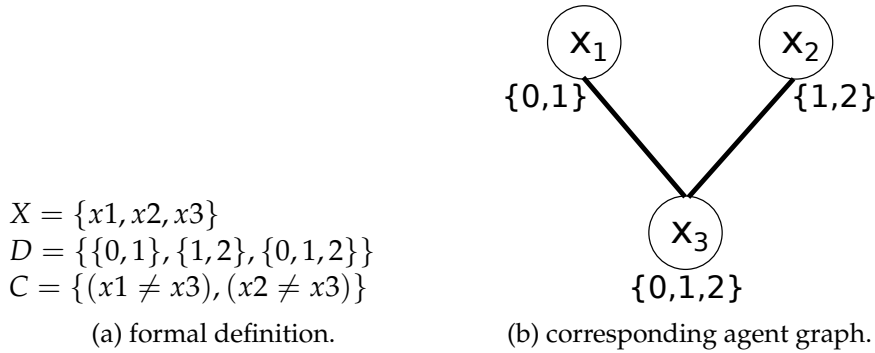 X = {x1, x2, x3}
D = {{0, 1}, {1, 2}, {0, 1, 2}}
C = {(x1 ≠ x3), (x2 ≠ x3)}
(a) formal definition.
x₁ x₂
{0,1} {1,2}
x₃
{0,1,2}
(b) corresponding agent graph.